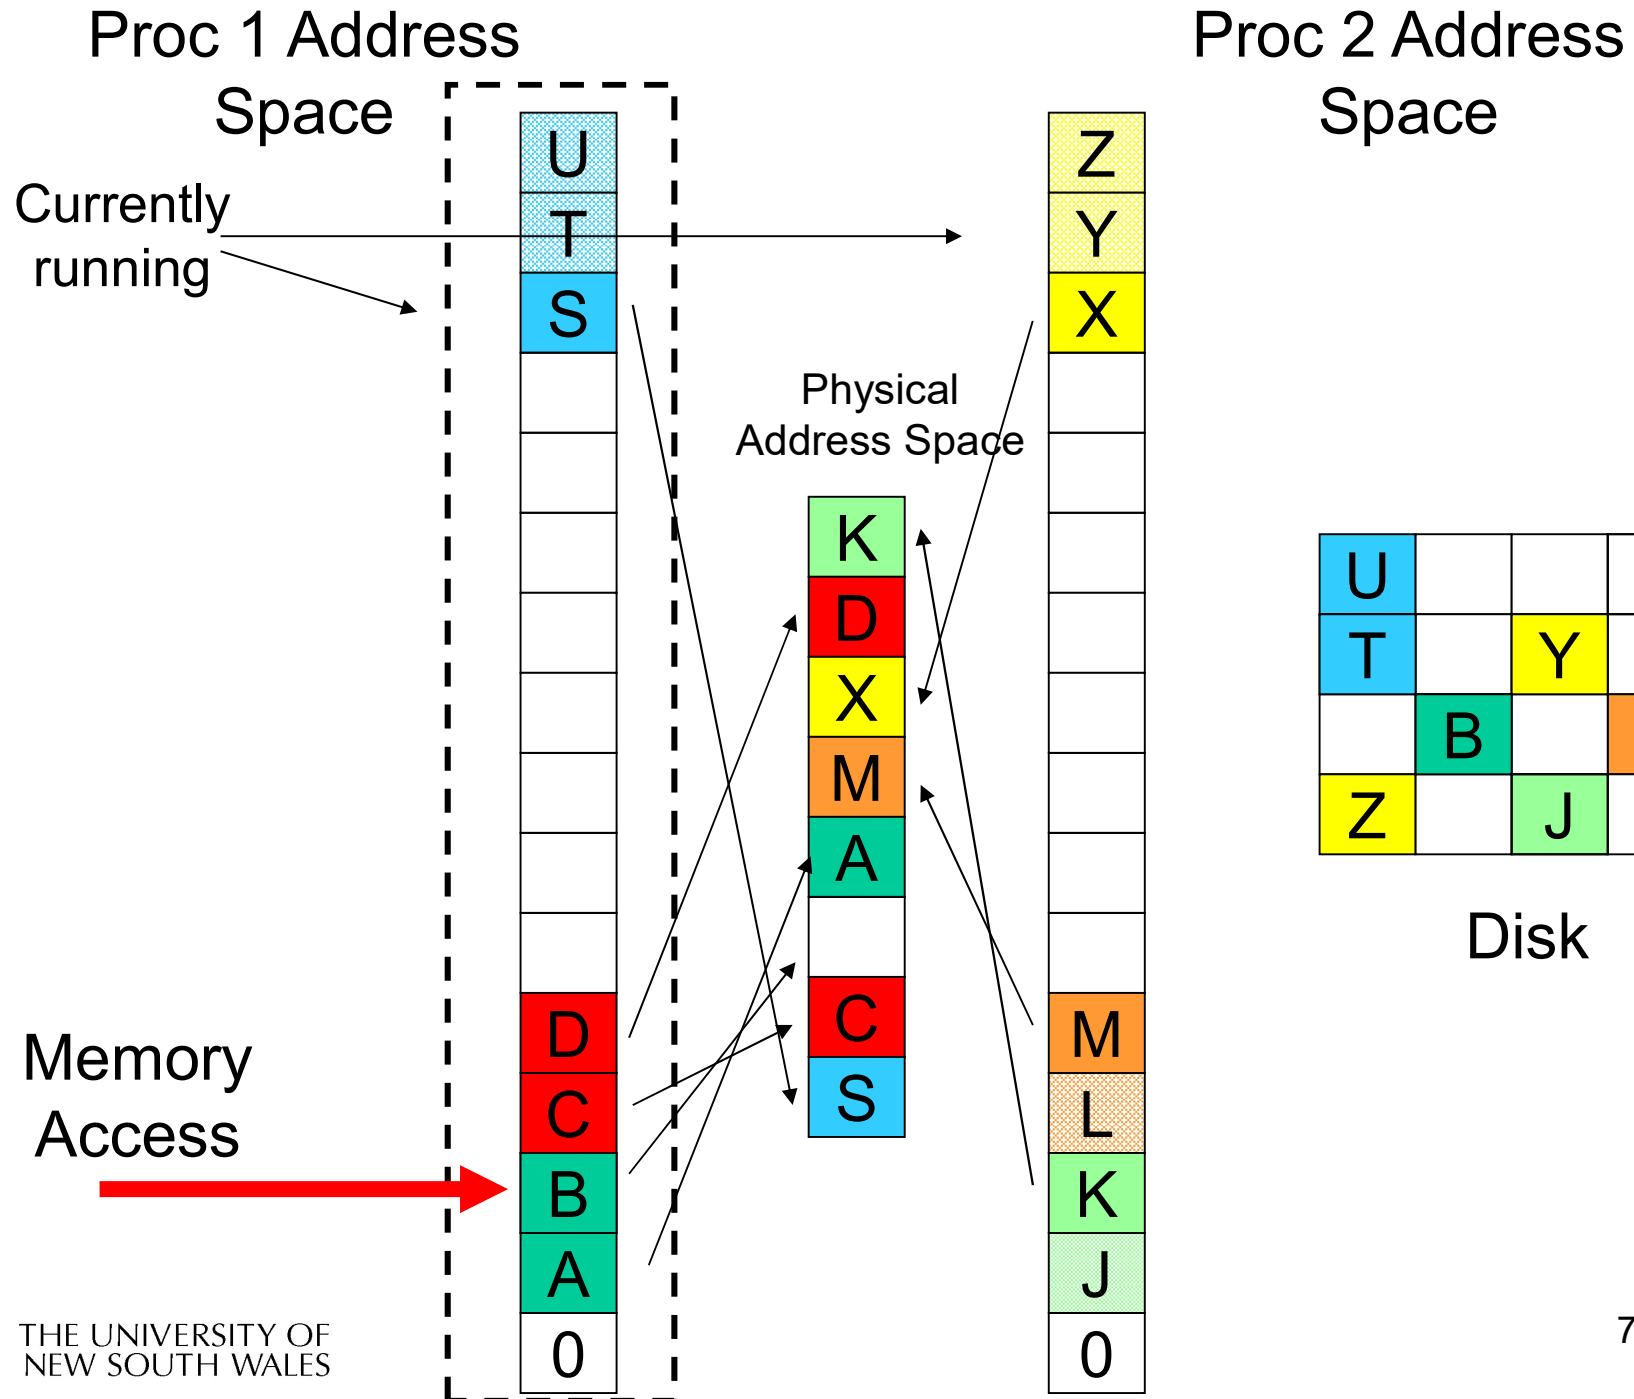 Proc 1 Address
Space
Proc 2 Address
Space
Currently
running
U
T
S
D
C
B
A
0
Physical
Address Space
K
D
X
M
A
C
S
Z
Y
X
M
L
K
J
0
U
T
Y
B
Z
J
Disk
Memory
Access
THE UNIVERSITY OF
NEW SOUTH WALES
7